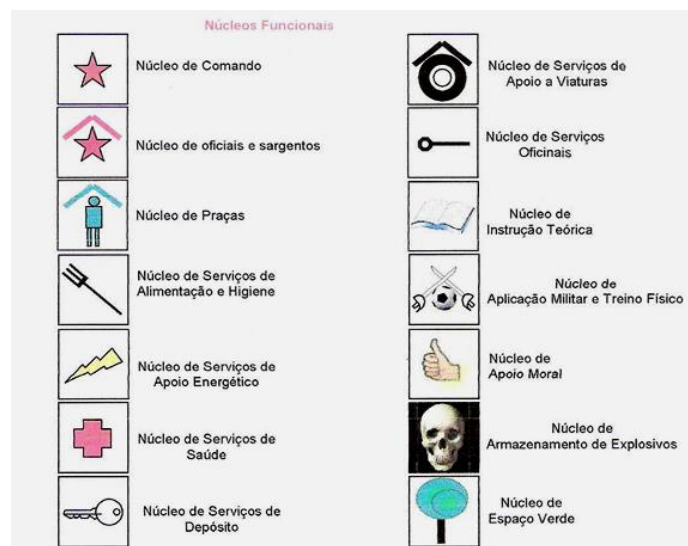 Núcleos Funcionais
Núcleo de Comando
Núcleo de oficiais e sargentos
Núcleo de Praças
Núcleo de Serviços de
Alimentação e Higiene
Núcleo de Serviços de
Apoio Energético
Núcleo de Serviços de
Saúde
Núcleo de Serviços de
Depósito
Núcleo de Serviços de
Apoio a Viaturas
Núcleo de Serviços
Oficinais
Núcleo de
Instrução Teórica
Núcleo de
Aplicação Militar e Treino Físico
Núcleo de
Apoio Moral
Núcleo de
Armazenamento de Explosivos
Núcleo de
Espaço Verde